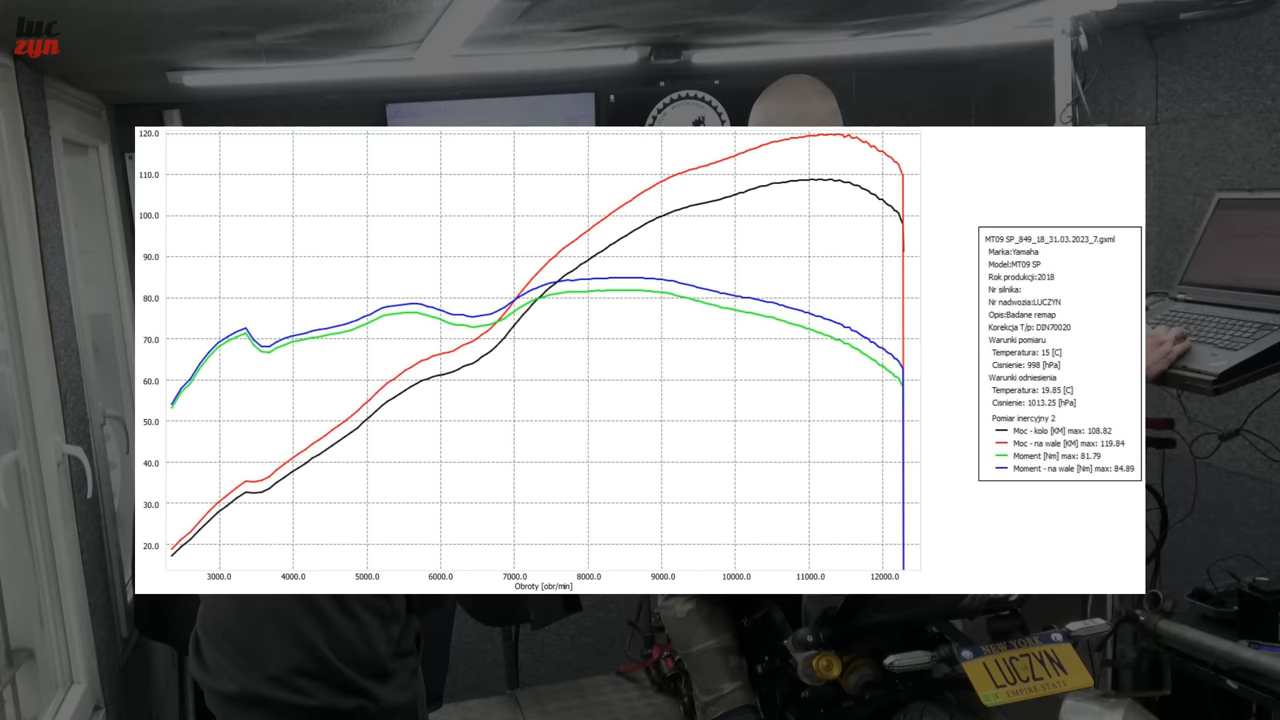 luc
zyn
120.0
110.0
100.0
90.0
80.0
70.0
60.0
50.0
40.0
30.0
20.0
3000.0 4000.0 5000.0 6000.0 7000.0 8000.0 9000.0 10000.0 11000.0 12000.0
Obroty [obr/min]
MT09 SP_849_18_31.03.2023_7.gxml
Marka:Yamaha
Model:MT09 SP
Rok produkcji:2018
Nr silnika:
Nr nadwozia:LUCZYN
Opis:Badane remap
Korekcja T/p: DIN70020
Warunki pomiaru
Temperatura: 15 [C]
Cisnienie: 998 [hPa]
Warunki odniesienia
Temperatura: 19.85 [C]
Cisnienie: 1013.25 [hPa]
Pomiar inercyjny 2
Moc - kolo [KM] max: 108.82
Moc - na wale [KM] max: 119.84
Moment [Nm] max: 81.79
Moment - na wale [Nm] max: 84.89
NEW YORK
LUCZYN
EMPIRE STATE